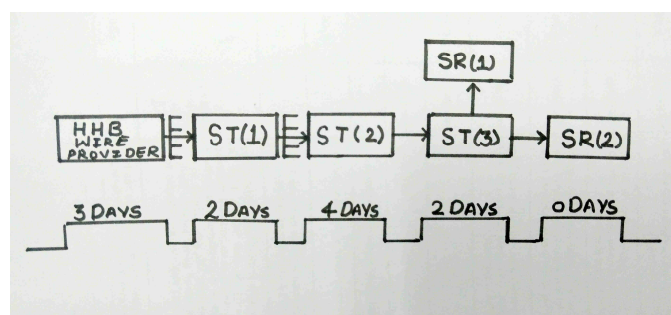 SR(1)
HHB
WIRE
PROVIDER
ST(1)
ST(2)
ST(3)
SR(2)
3 DAYS
2 DAYS
4 DAYS
2 DAYS
0 DAYS